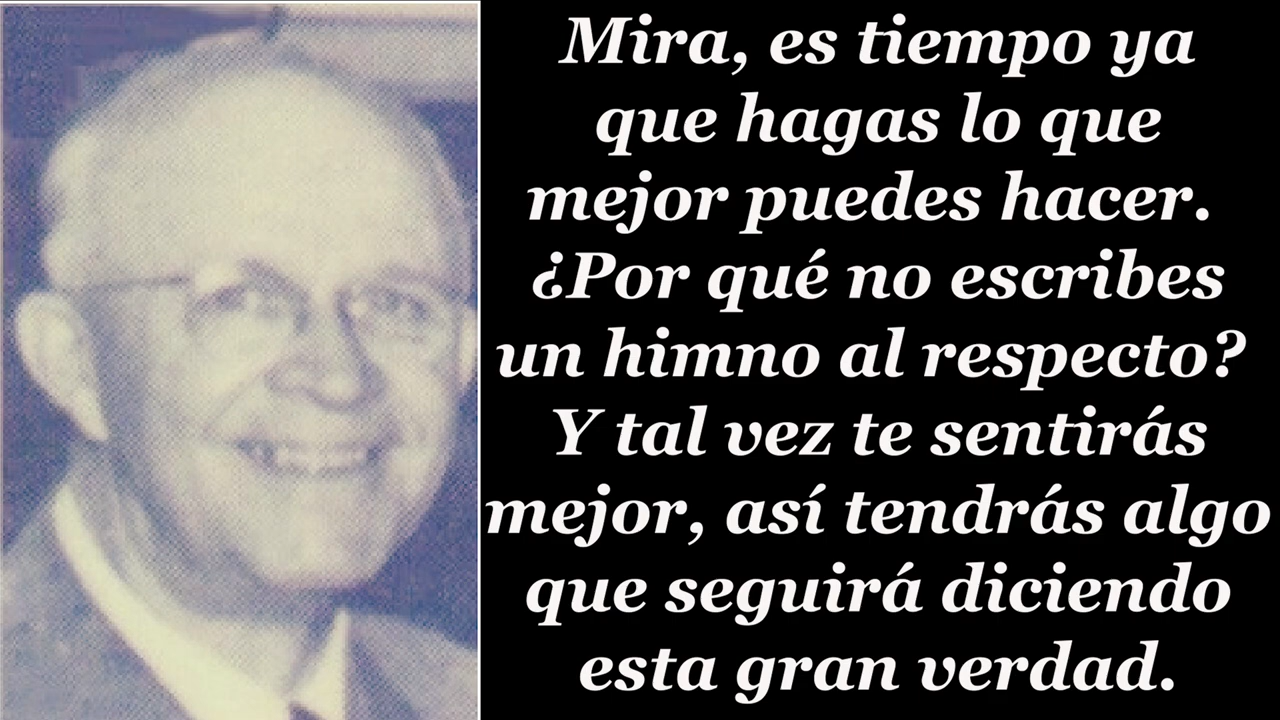 Mira, es tiempo ya
que hagas lo que
mejor puedes hacer.
¿Por qué no escribes
un himno al respecto?
Y tal vez te sentirás
mejor, así tendrás algo
que seguirá diciendo
esta gran verdad.